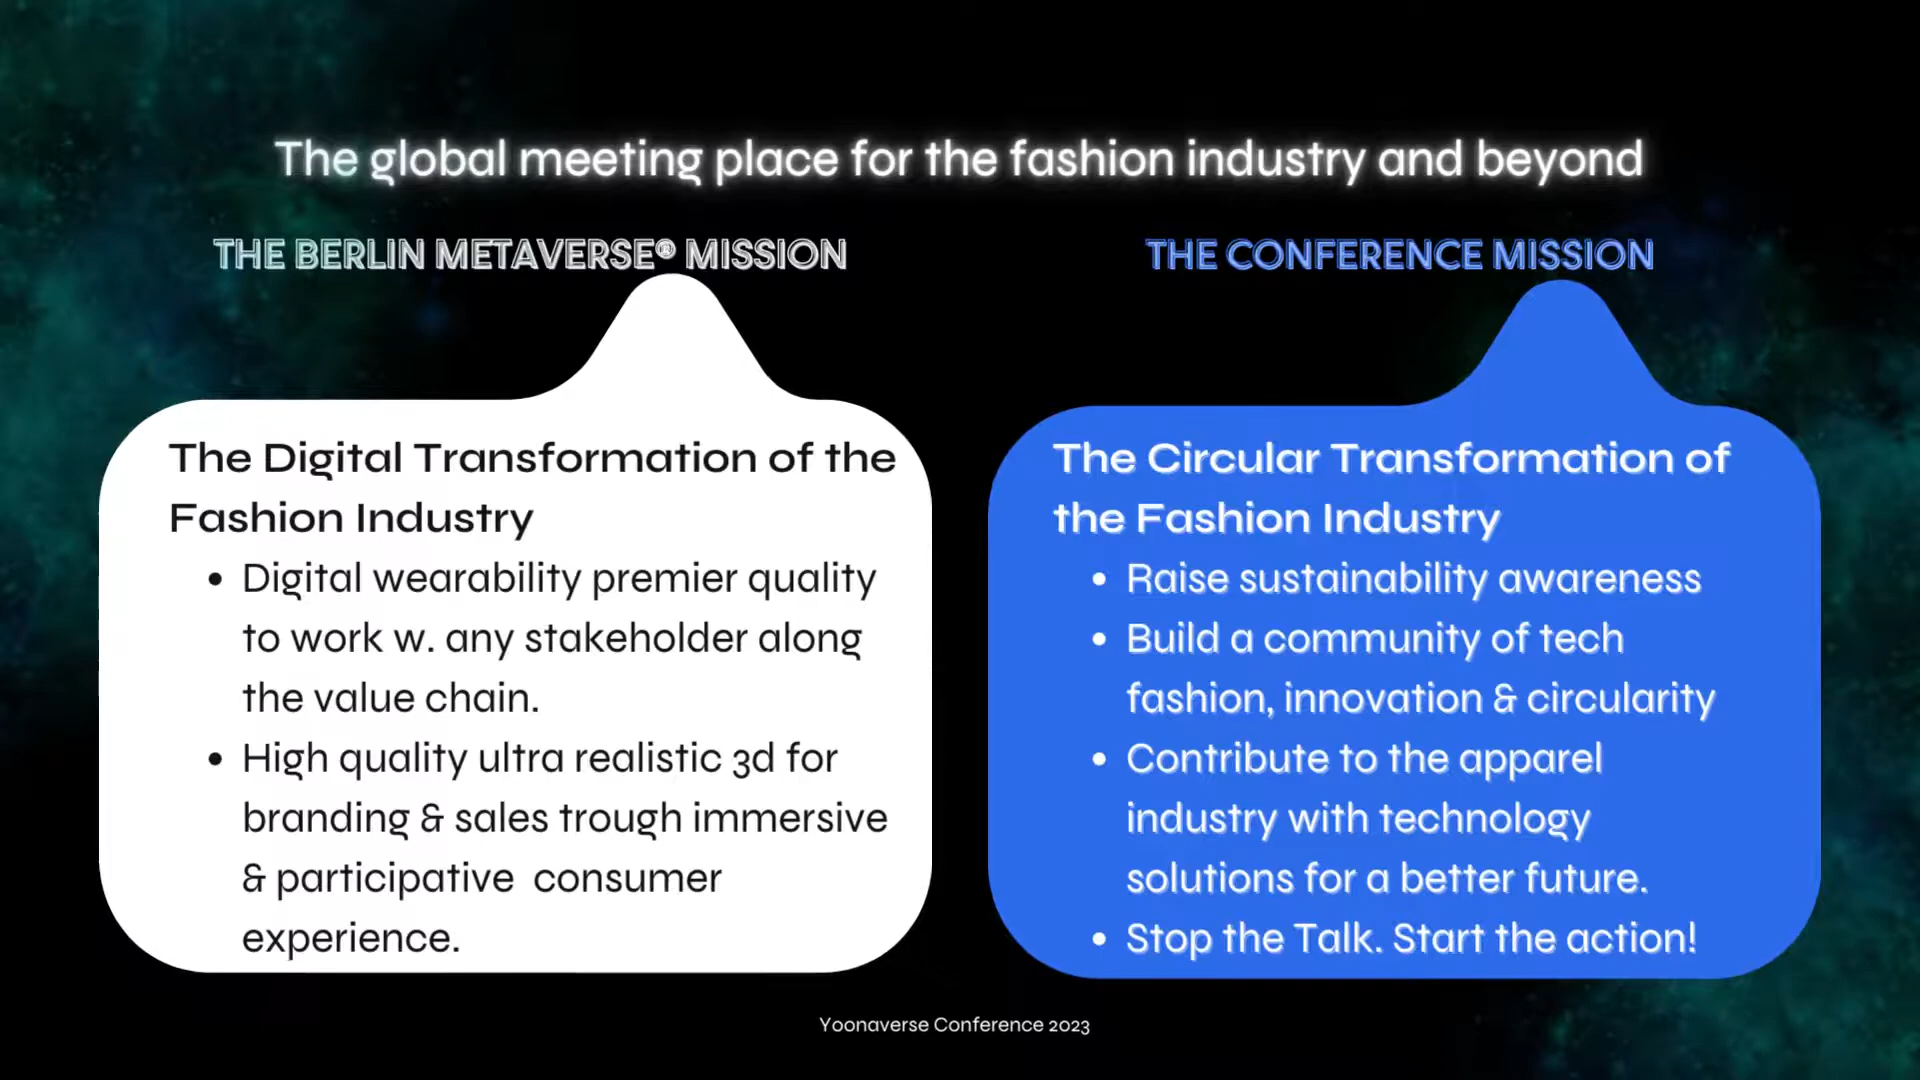 The global meeting place for the fashion industry and beyond
THE BERLIN METAVERSE® MISSION
The Digital Transformation of the
Fashion Industry
• Digital wearability premier quality
to work w. any stakeholder along
the value chain.
• High quality ultra realistic 3d for
branding & sales trough immersive
& participative  consumer
experience.
THE CONFERENCE MISSION
The Circular Transformation of
the Fashion Industry
• Raise sustainability awareness
• Build a community of tech
fashion, innovation & circularity
• Contribute to the apparel
industry with technology
solutions for a better future.
• Stop the Talk. Start the action!
Yoonaverse Conference 2023